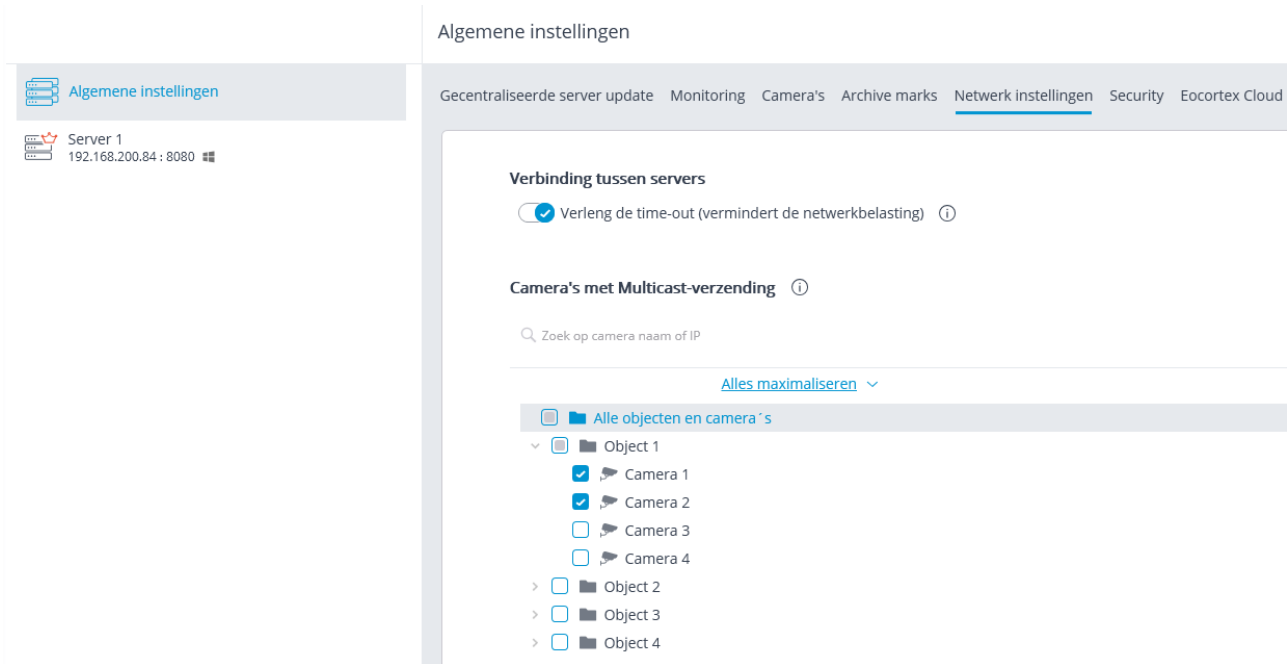 Algemene instellingen
Algemene instellingen
Server 1
192.168.200.84 : 8080
Gecentraliseerde server update Monitoring Camera's Archive marks Netwerk instellingen Security Eocortex Cloud
Verbinding tussen servers
Verleng de time-out (vermindert de netwerkbelasting)
Camera's met Multicast-verzending
Zoek op camera naam of IP
Alles maximaliseren
Alle objecten en camera´s
Object 1
Camera 1
Camera 2
Camera 3
Camera 4
Object 2
Object 3
Object 4